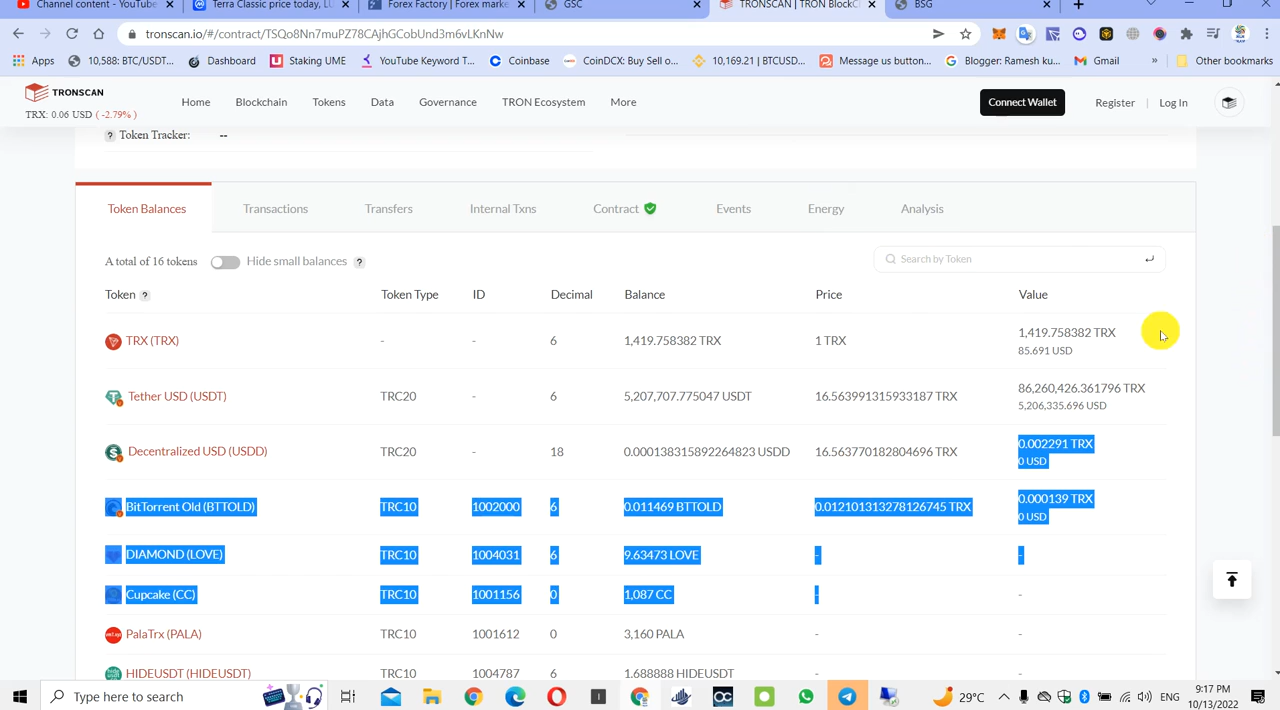 Content - YouTube
Terra Classic price today, LU
Forex Factory | Forex marke
GSC
TRONSCAN | TRON BlockCh
BSG
tronscan.io/#/contract/TSQo8Nn7muPZ78CAjhGCobUnd3m6vLKnNw
Apps
10,588: BTC/USDT...
Dashboard
Staking UME
YouTube Keyword T...
Coinbase
CoinDCX: Buy Sell o...
10,169.21 | BTCUSD...
Message us button...
Blogger: Ramesh ku...
Gmail
»
Other bookmarks
TRONSCAN
TRX: 0.06 USD ( -2.79% )
Home
Blockchain
Tokens
Data
Governance
TRON Ecosystem
More
Connect Wallet
Register
Log In
? Token Tracker: --
Token Balances
Transactions
Transfers
Internal Txns
Contract
Events
Energy
Analysis
A total of 16 tokens
Hide small balances ?
Search by Token
Token ? Token Type ID Decimal Balance Price Value
TRX (TRX) - - 6 1,419.758382 TRX 1 TRX 1,419.758382 TRX
85.691 USD
Tether USD (USDT) TRC20 - 6 5,207,707.775047 USDT 16.563991315933187 TRX 86,260,426.361796 TRX
5,206,335.696 USD
Decentralized USD (USDD) TRC20 - 18 0.000138315892264823 USDD 16.563770182804696 TRX 0.002291 TRX
0 USD
BitTorrent Old (BTTOLD) TRC10 1002000 6 0.011469 BTTOLD 0.012101313278126745 TRX 0.000139 TRX
0 USD
DIAMOND (LOVE) TRC10 1004031 6 9.63473 LOVE - -
Cupcake (CC) TRC10 1001156 0 1,087 CC - -
PalaTrx (PALA) TRC10 1001612 0 3,160 PALA - -
HIDEUSDT (HIDEUSDT) TRC10 1004787 6 1.688888 HIDEUSDT - -
Type here to search
29°C
ENG
9:17 PM
10/13/2022